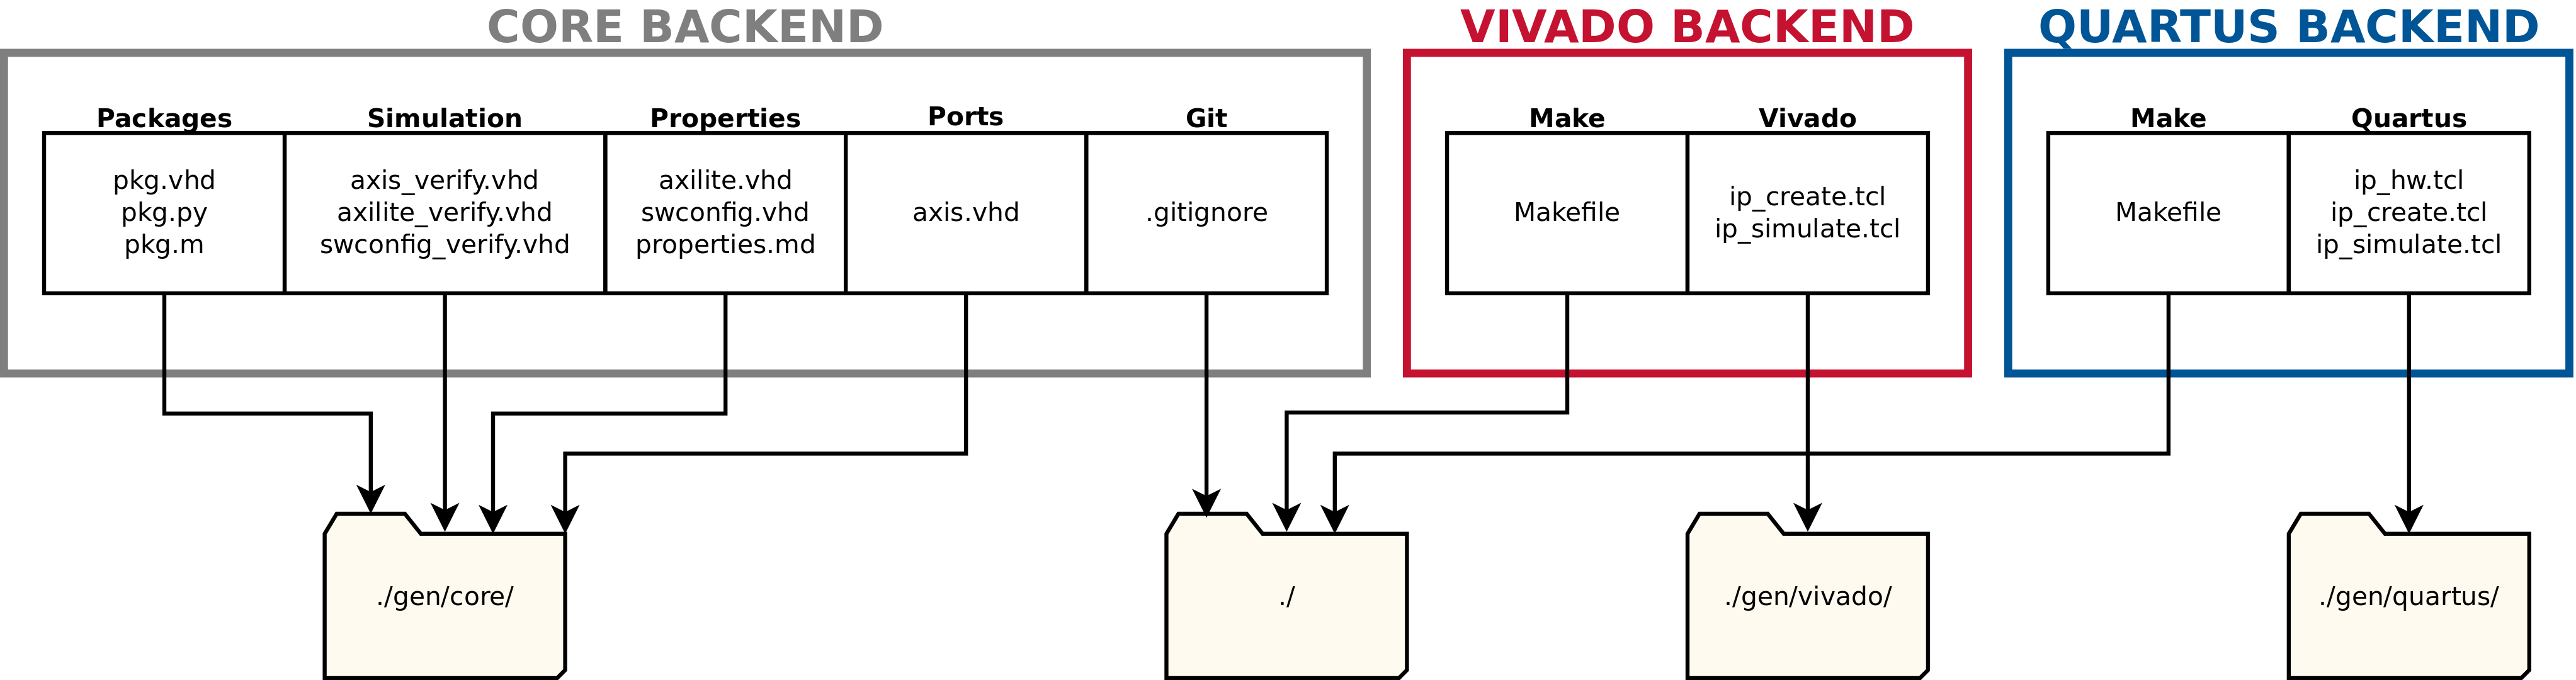 CORE BACKEND
VIVADO BACKEND
QUARTUS BACKEND
Packages
Simulation
Properties
Ports
Git
Make
Vivado
Make
Quartus
pkg.vhd
pkg.py
pkg.m
axis_verify.vhd
axilite_verify.vhd
swconfig_verify.vhd
axilite.vhd
swconfig.vhd
properties.md
axis.vhd
.gitignore
Makefile
ip_create.tcl
ip_simulate.tcl
Makefile
ip_hw.tcl
ip_create.tcl
ip_simulate.tcl
./gen/core/
./
./gen/vivado/
./gen/quartus/